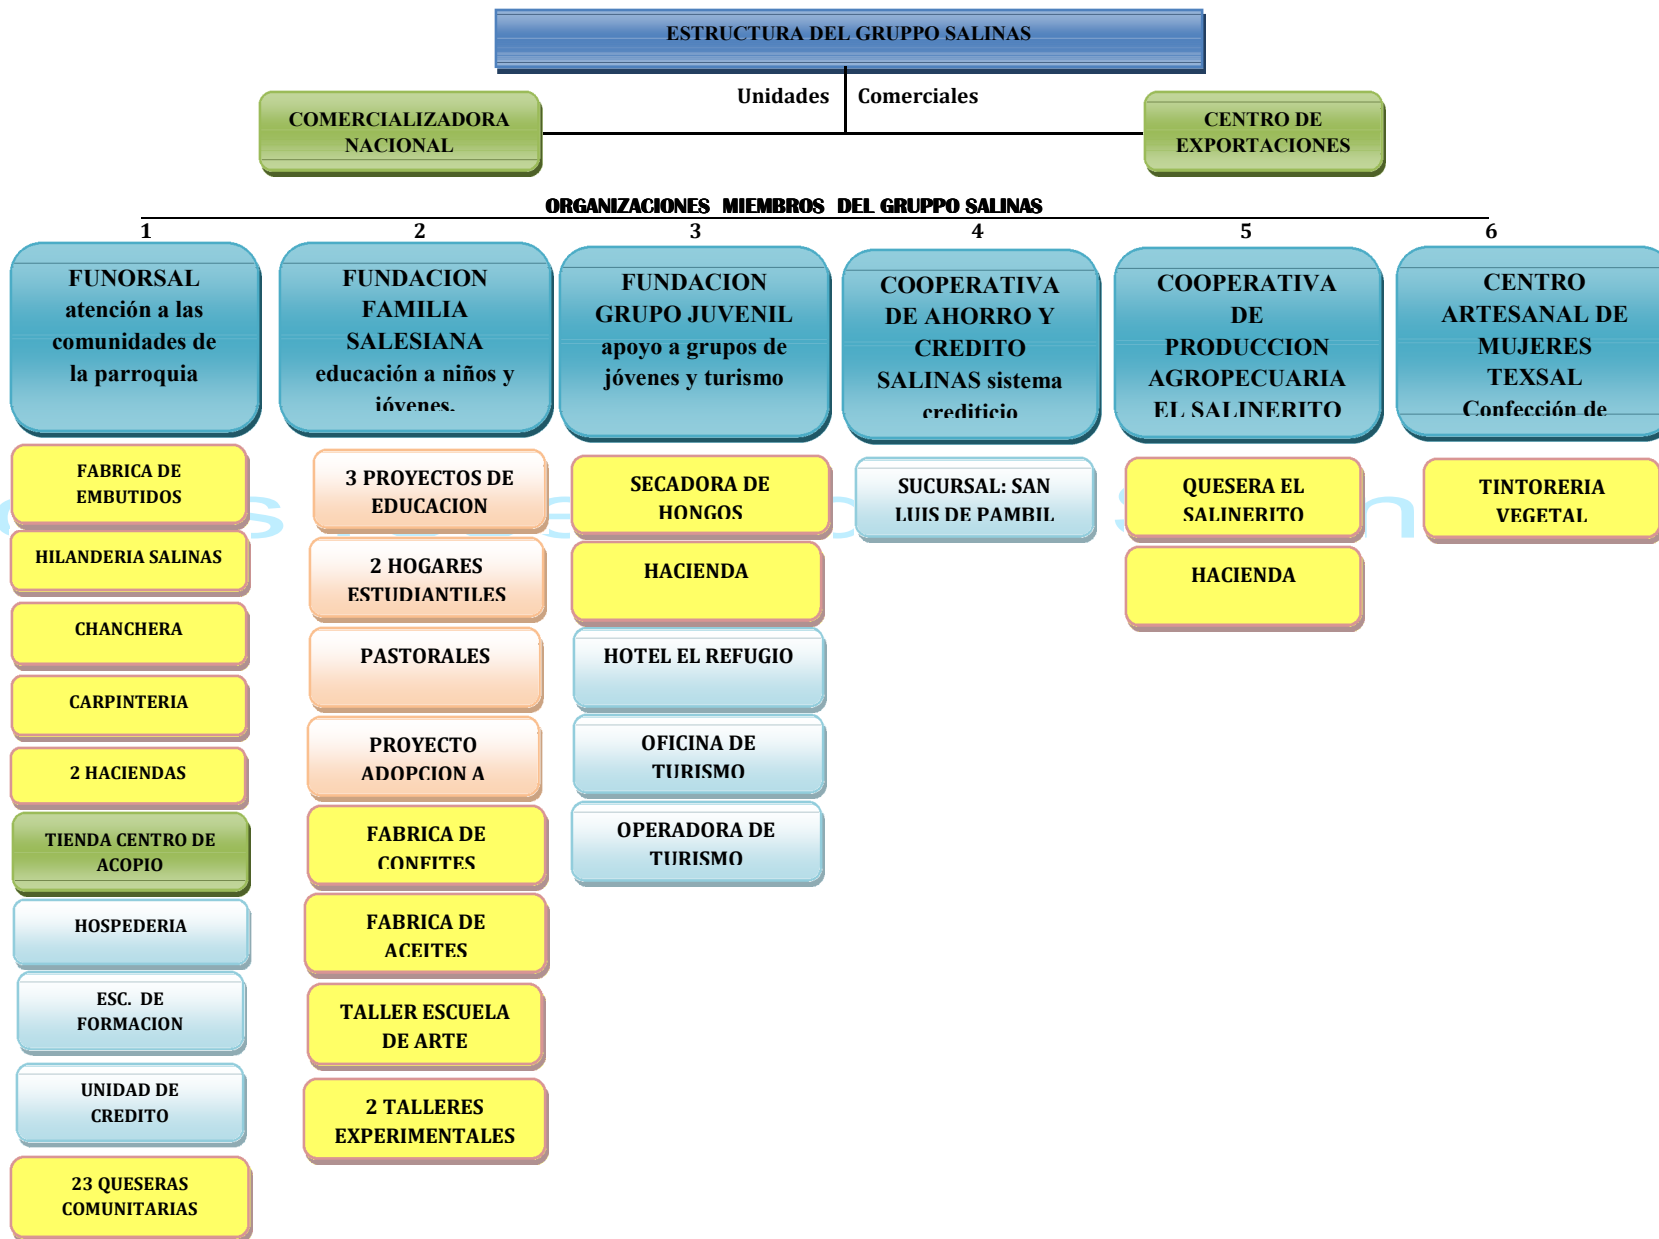 ESTRUCTURA DEL GRUPPO SALINAS
Unidades Comerciales
COMERCIALIZADORA
NACIONAL
CENTRO DE
EXPORTACIONES
ORGANIZACIONES MIEMBROS DEL GRUPPO SALINAS
1
2
3
4
5
6
FUNORSAL
atención a las
comunidades de
la parroquia
FUNDACION
FAMILIA
SALESIANA
educación a niños y
jóvenes.
FUNDACION
GRUPO JUVENIL
apoyo a grupos de
jóvenes y turismo
COOPERATIVA
DE AHORRO Y
CREDITO
SALINAS sistema
crediticio
COOPERATIVA
DE
PRODUCCION
AGROPECUARIA
EL SALINERITO
CENTRO
ARTESANAL DE
MUJERES
TEXSAL
Confección de
FABRICA DE
EMBUTIDOS
HILANDERIA SALINAS
CHANCHERA
CARPINTERIA
2 HACIENDAS
TIENDA CENTRO DE
ACOPIO
HOSPEDERIA
ESC. DE
FORMACION
UNIDAD DE
CREDITO
23 QUESERAS
COMUNITARIAS
3 PROYECTOS DE
EDUCACION
2 HOGARES
ESTUDIANTILES
PASTORALES
PROYECTO
ADOPCION A
FABRICA DE
CONFITES
FABRICA DE
ACEITES
TALLER ESCUELA
DE ARTE
2 TALLERES
EXPERIMENTALES
SECADORA DE
HONGOS
HACIENDA
HOTEL EL REFUGIO
OFICINA DE
TURISMO
OPERADORA DE
TURISMO
SUCURSAL: SAN
LUIS DE PAMBIL
QUESERA EL
SALINERITO
HACIENDA
TINTORERIA
VEGETAL